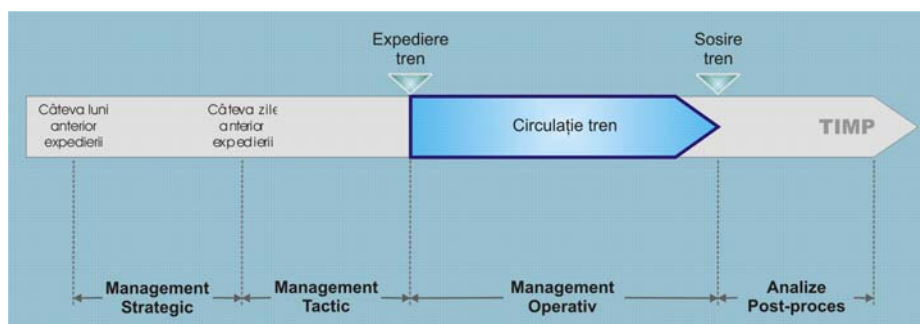 Expediere
tren
Sosire
tren
Câteva luni
anterior
expedierii
Câteva zile
anterior
expedierii
Circulație tren
TIMP
Management
Strategic
Management
Tactic
Management
Operativ
Analize
Post-proces